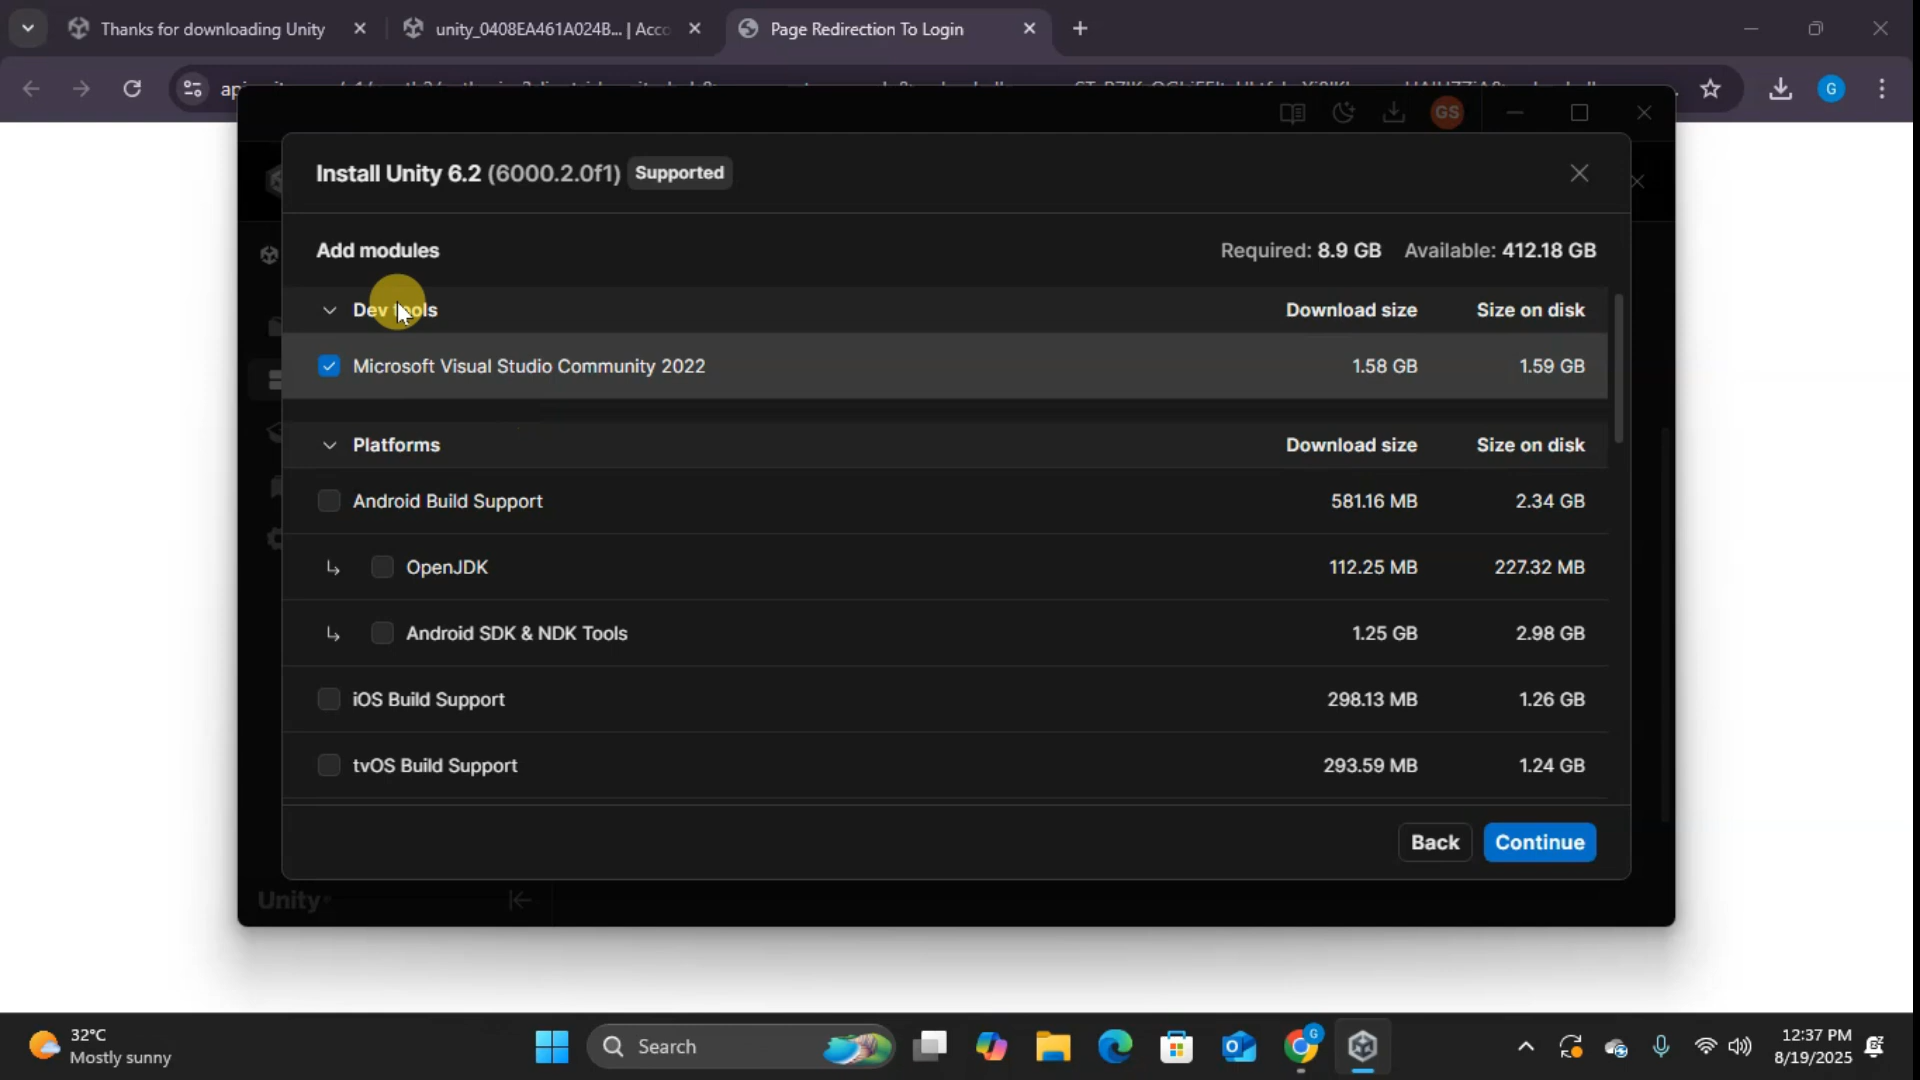 Thanks for downloading Unity
unity_0408EA461A024B... | Acco
Page Redirection To Login
G
GS
Install Unity 6.2 (6000.2.0f1) Supported
Add modules
Required: 8.9 GB Available: 412.18 GB
Dev tools Download size Size on disk
Microsoft Visual Studio Community 2022 1.58 GB 1.59 GB
Platforms Download size Size on disk
Android Build Support 581.16 MB 2.34 GB
OpenJDK 112.25 MB 227.32 MB
Android SDK & NDK Tools 1.25 GB 2.98 GB
iOS Build Support 298.13 MB 1.26 GB
tvOS Build Support 293.59 MB 1.24 GB
Back Continue
Unity
32°C
Mostly sunny
Search
G
12:37 PM
8/19/2025